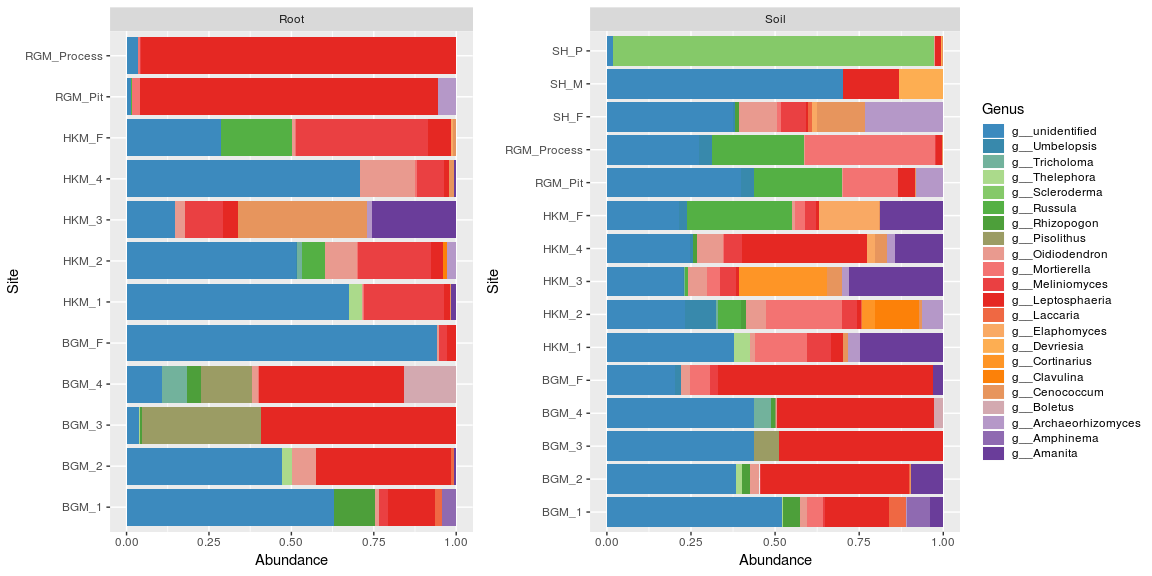 Root
Site
RGM_Process
RGM_Pit
HKM_F
HKM_4
HKM_3
HKM_2
HKM_1
BGM_F
BGM_4
BGM_3
BGM_2
BGM_1
0.00 0.25 0.50 0.75 1.00
Abundance
Soil
Site
SH_P
SH_M
SH_F
RGM_Process
RGM_Pit
HKM_F
HKM_4
HKM_3
HKM_2
HKM_1
BGM_F
BGM_4
BGM_3
BGM_2
BGM_1
0.00 0.25 0.50 0.75 1.00
Abundance
Genus
g__unidentified
g__Umbelopsis
g__Tricholoma
g__Thelephora
g__Scleroderma
g__Russula
g__Rhizopogon
g__Pisolithus
g__Oidiodendron
g__Mortierella
g__Meliniomyces
g__Leptosphaeria
g__Laccaria
g__Elaphomyces
g__Devriesia
g__Cortinarius
g__Clavulina
g__Cenococcum
g__Boletus
g__Archaeorhizomyces
g__Amphinema
g__Amanita